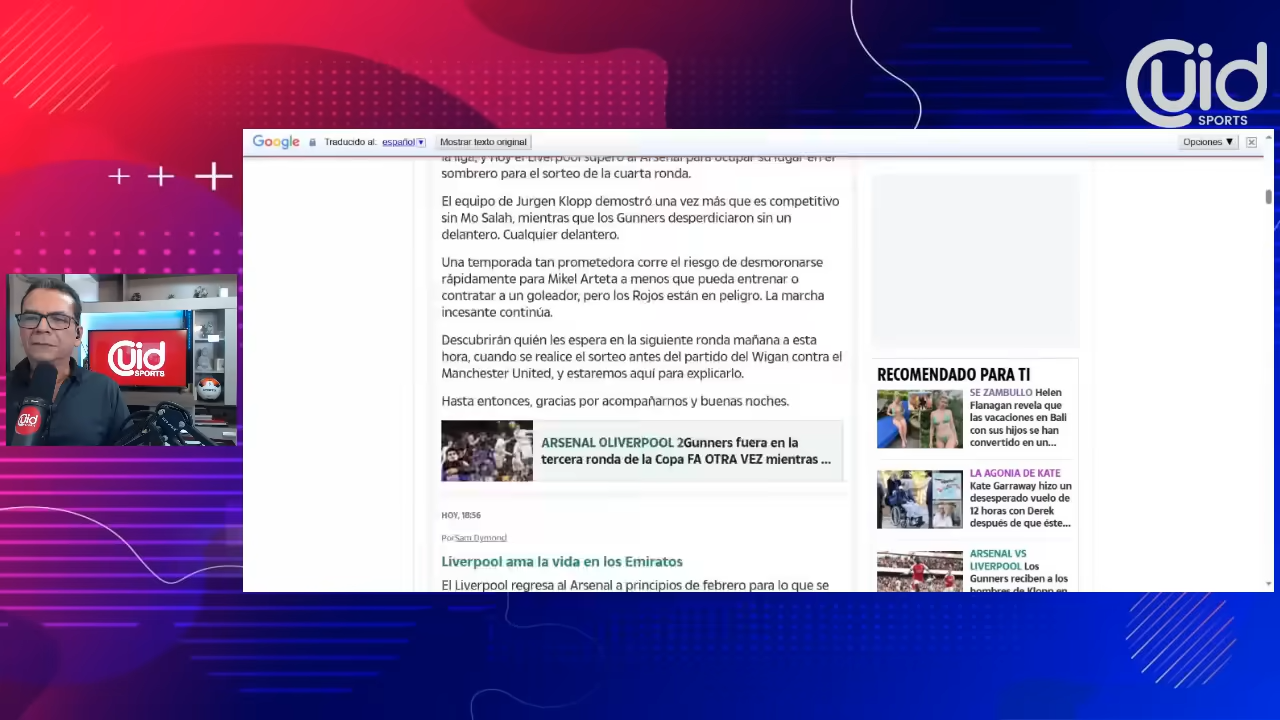 Cuid
SPORTS
Google Traducido al: español Mostrar texto original Opciones
la liga, y hoy el Liverpool superó al Arsenal para ocupar su lugar en el
sombrero para el sorteo de la cuarta ronda.
El equipo de Jurgen Klopp demostró una vez más que es competitivo
sin Mo Salah, mientras que los Gunners desperdiciaron sin un
delantero. Cualquier delantero.
Una temporada tan prometedora corre el riesgo de desmoronarse
rápidamente para Mikel Arteta a menos que pueda entrenar o
contratar a un goleador, pero los Rojos están en peligro. La marcha
incesante continúa.
Descubrirán quién les espera en la siguiente ronda mañana a esta
hora, cuando se realice el sorteo antes del partido del Wigan contra el
Manchester United, y estaremos aquí para explicarlo.
Hasta entonces, gracias por acompañarnos y buenas noches.
ARSENAL 0LIVERPOOL 2Gunners fuera en la
tercera ronda de la Copa FA OTRA VEZ mientras ...
HOY, 18:56
PorSam Dymond
Liverpool ama la vida en los Emiratos
El Liverpool regresa al Arsenal a principios de febrero para lo que se
RECOMENDADO PARA TI
SE ZAMBULLO Helen
Flanagan revela que
las vacaciones en Bali
con sus hijos se han
convertido en un...
LA AGONIA DE KATE
Kate Garraway hizo un
desesperado vuelo de
12 horas con Derek
después de que éste...
ARSENAL VS
LIVERPOOL Los
Gunners reciben a los
hombres de Klopp en
Cuid
SPORTS
Cuid